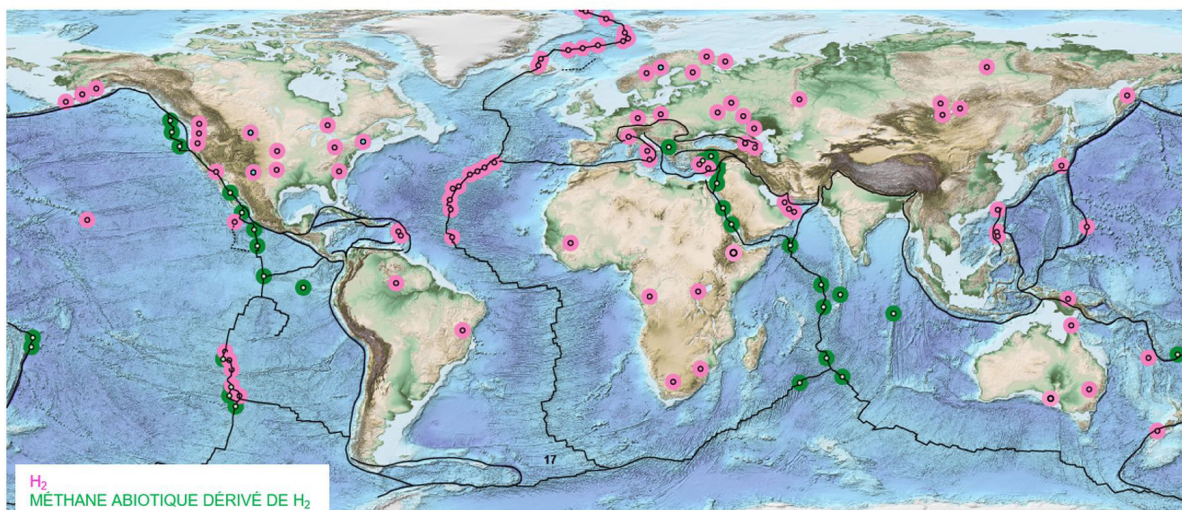 17
H₂
MÉTHANE ABIOTIQUE DÉRIVÉ DE H₂